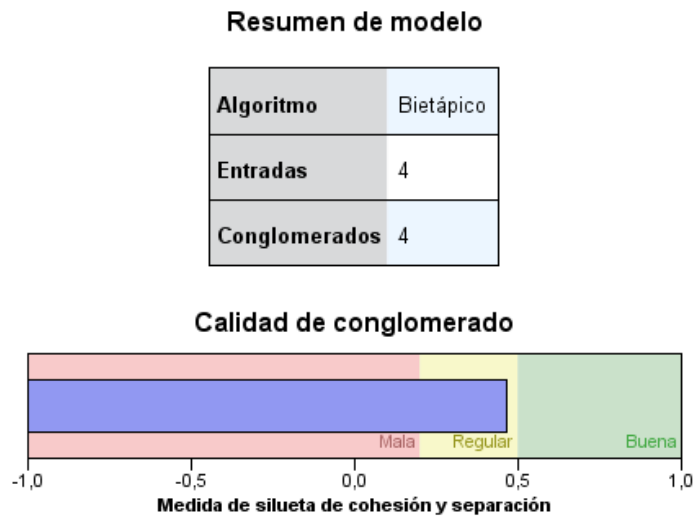 Resumen de modelo
Algoritmo Bietápico
Entradas 4
Conglomerados 4
Calidad de conglomerado
Mala Regular Buena
-1,0 -0,5 0,0 0,5 1,0
Medida de silueta de cohesión y separación